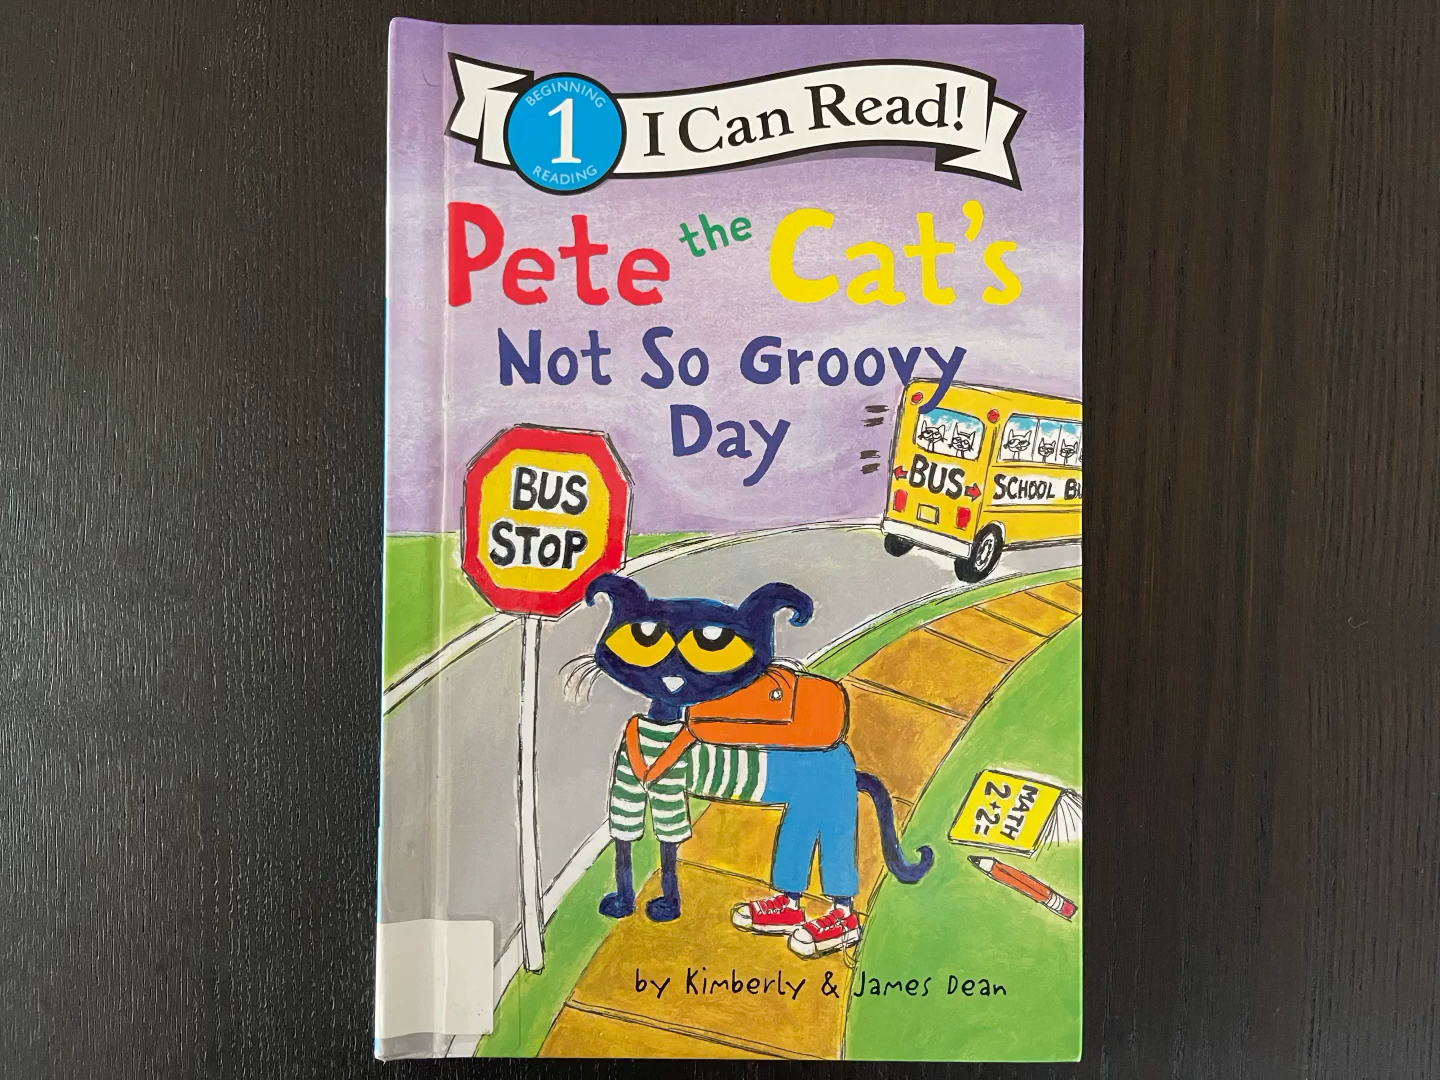 BEGINNING
1
READING
I Can Read!
Pete the Cat's
Not So Groovy
Day
BUS
STOP
BUS
SCHOOL
MATH
2+2=
by Kimberly & James Dean